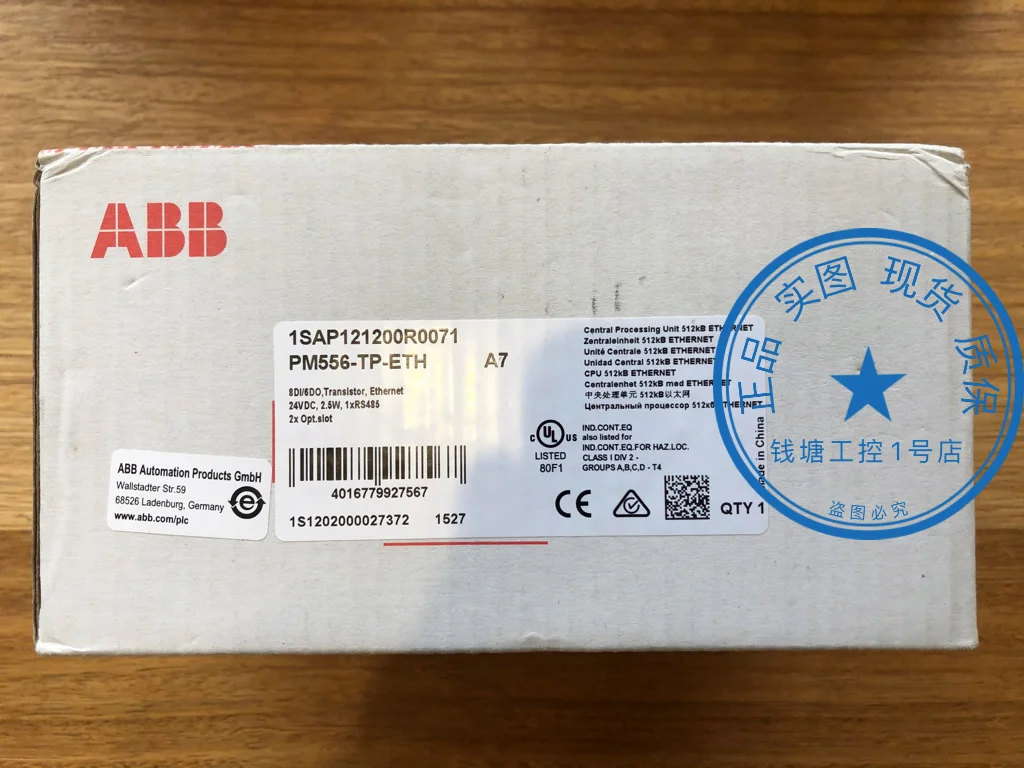 ABB
1SAP121200R0071
PM556-TP-ETH A7
8DI/6DO,Transistor, Ethernet
24VDC, 2.5W, 1xRS485
2x Opt.slot
4016779927567
1S1202000027372 1527
Central Processing Unit 512kB ETHERNET
Zentraleinheit 512kB ETHERNET
Unité Centrale 512kB ETHERNET
Unidad Central 512kB ETHERNET
CPU 512kB ETHERNET
Centralenhet 512kB med ETHERNET
中央处理单元 512kB以太网
Центральный процессор 512кб ETHERNET
C UL US
LISTED
80F1
IND.CONT.EQ
also listed for
IND.CONT.EQ.FOR HAZ.LOC.
CLASS I DIV 2 -
GROUPS A,B,C,D - T4
CE
QTY 1
Made in China
ABB Automation Products GmbH
Wallstadter Str.59
68526 Ladenburg, Germany
www.abb.com/plc
正品 实图 现货 质保
钱塘工控1号店
盗图必究